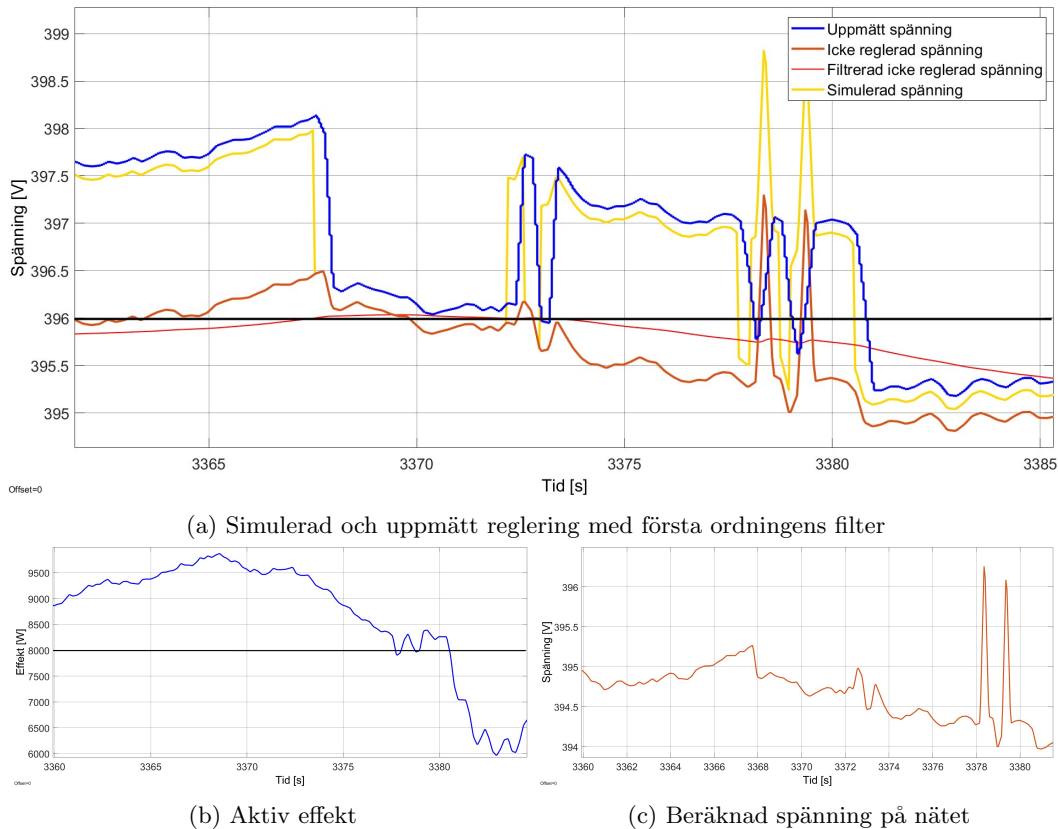 399
398.5
398
397.5
397
396.5
396
395.5
395
Spänning [V]
Uppmätt spänning
Icke reglerad spänning
Filtrerad icke reglerad spänning
Simulerad spänning
3365
3370
3375
3380
3385
Tid [s]
Offset=0
(a) Simulerad och uppmätt reglering med första ordningens filter
9500
9000
8500
8000
7500
7000
6500
6000
Effekt [W]
3360
3365
3370
3375
3380
Tid [s]
Offset=0
(b) Aktiv effekt
396
395.5
395
394.5
394
Spänning [V]
3360
3362
3364
3366
3368
3370
3372
3374
3376
3378
3380
Tid [s]
Offset=0
(c) Beräknad spänning på nätet